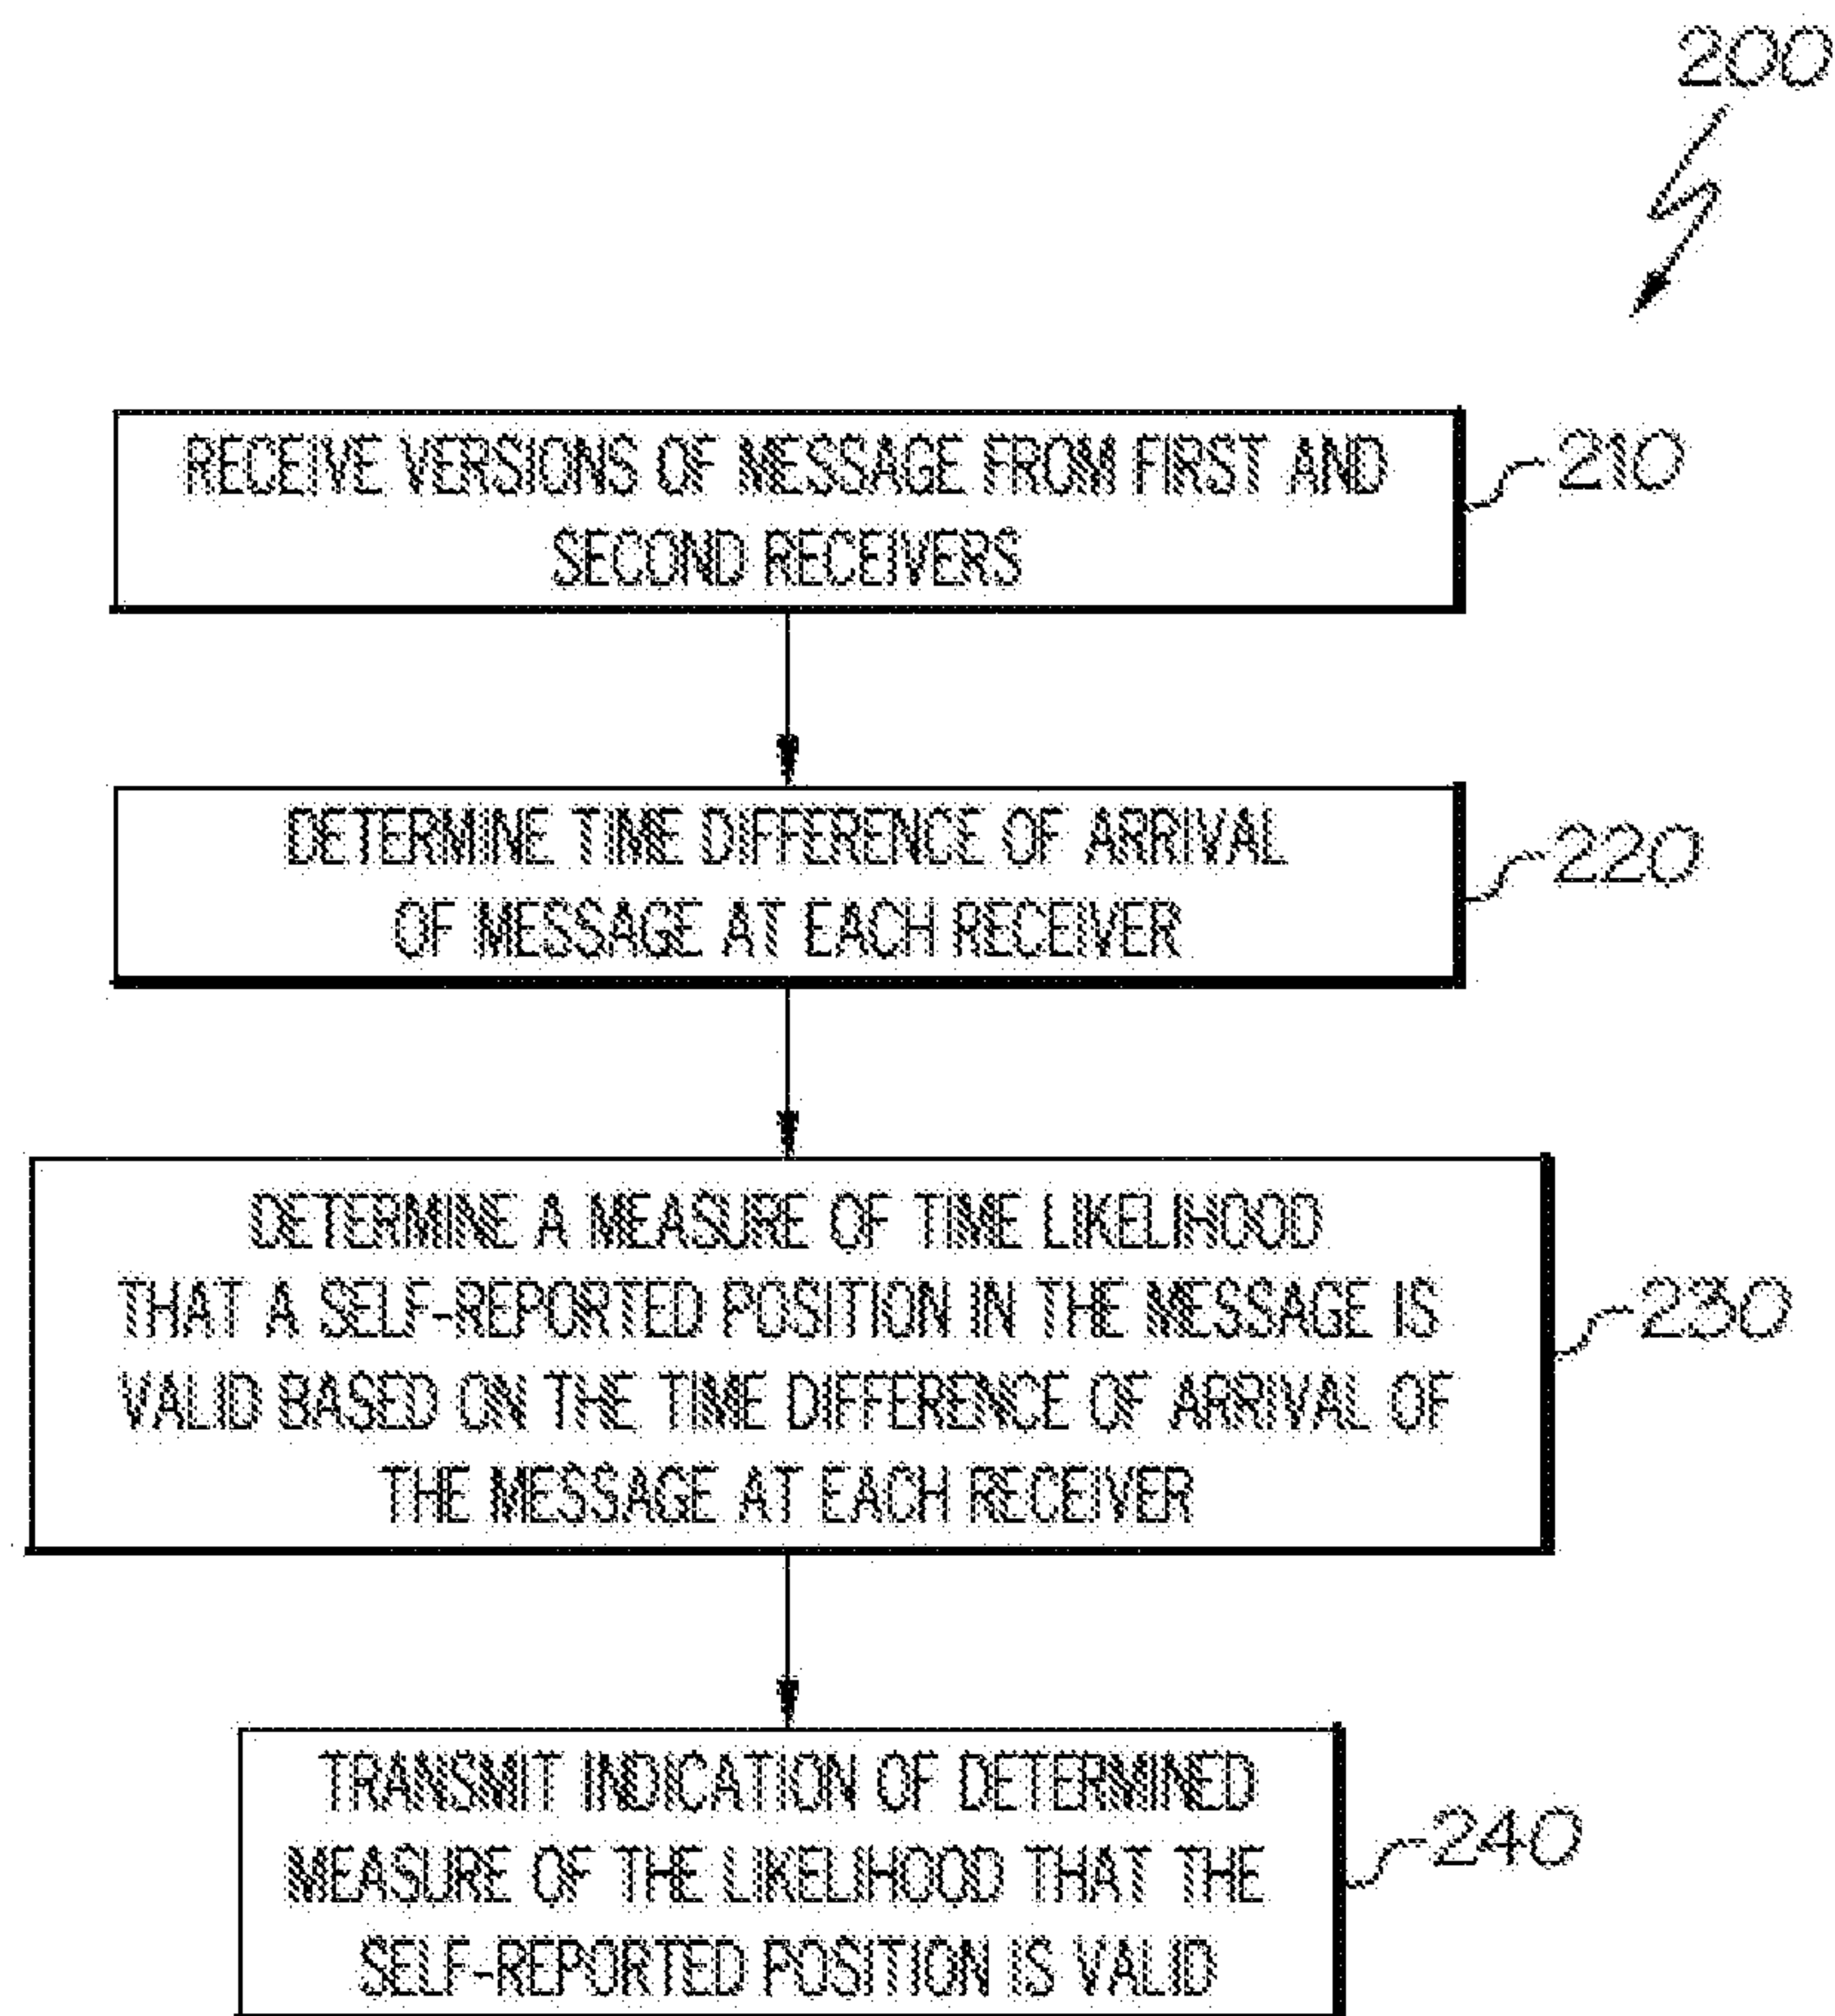 200
RECEIVE VERSIONS OF MESSAGE FROM FIRST AND
SECOND RECEIVERS
210
DETERMINE TIME DIFFERENCE OF ARRIVAL
OF MESSAGE AT EACH RECEIVER
220
DETERMINE A MEASURE OF TIME LIKELIHOOD
THAT A SELF-REPORTED POSITION IN THE MESSAGE IS
VALID BASED ON THE TIME DIFFERENCE OF ARRIVAL OF
THE MESSAGE AT EACH RECEIVER
230
TRANSMIT INDICATION OF DETERMINED
MEASURE OF THE LIKELIHOOD THAT THE
SELF-REPORTED POSITION IS VALID
240